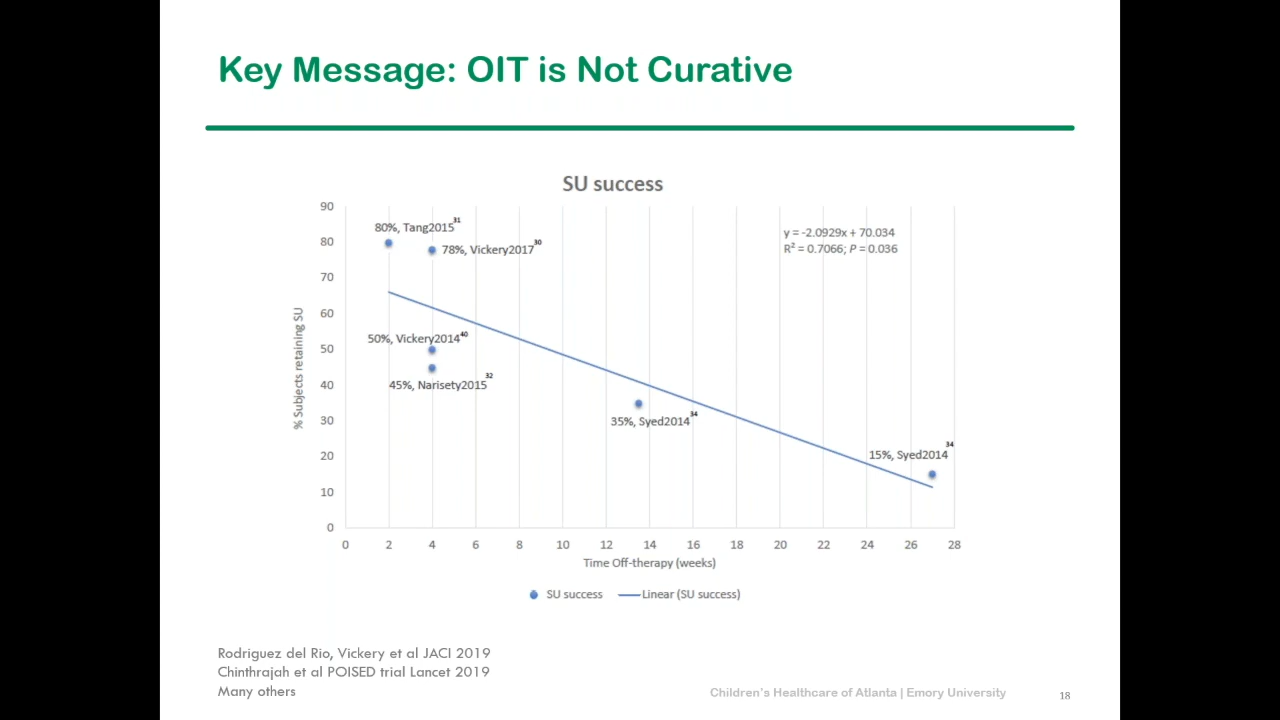 Key Message: OIT is Not Curative
SU success
90
80
70
60
50
40
30
20
10
0
% Subjects retaining SU
80%, Tang2015³¹
78%, Vickery2017³⁰
y = -2.0929x + 70.034
R² = 0.7066; P = 0.036
50%, Vickery2014⁴⁰
45%, Narisety2015³²
35%, Syed2014³⁴
15%, Syed2014³⁴
0 2 4 6 8 10 12 14 16 18 20 22 24 26 28
Time Off-therapy (weeks)
SU success Linear (SU success)
Rodriguez del Rio, Vickery et al JACI 2019
Chinthrajah et al POISED trial Lancet 2019
Many others
Children's Healthcare of Atlanta | Emory University
18